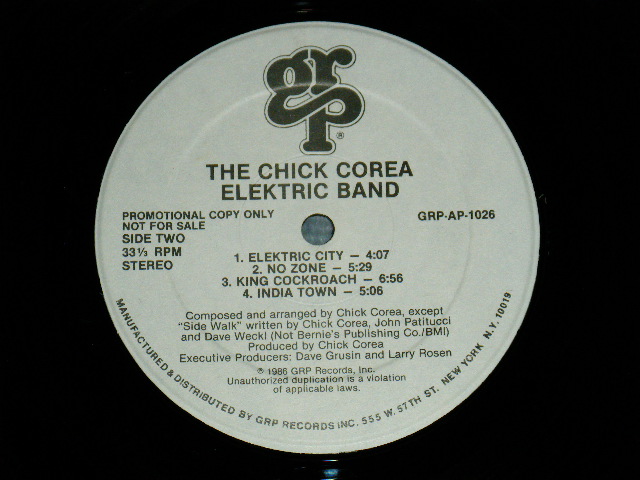 grp®
THE CHICK COREA
ELEKTRIC BAND
PROMOTIONAL COPY ONLY
NOT FOR SALE
SIDE TWO
33⅓ RPM
STEREO
GRP-AP-1026
1. ELEKTRIC CITY – 4:07
2. NO ZONE – 5:29
3. KING COCKROACH – 6:56
4. INDIA TOWN – 5:06
Composed and arranged by Chick Corea, except
"Side Walk" written by Chick Corea, John Patitucci
and Dave Weckl (Not Bernie's Publishing Co./BMI)
Produced by Chick Corea
Executive Producers: Dave Grusin and Larry Rosen
℗ 1986 GRP Records, Inc.
Unauthorized duplication is a violation
of applicable laws.
MANUFACTURED & DISTRIBUTED BY GRP RECORDS INC. 555 W. 57TH ST. NEW YORK N.Y. 10019